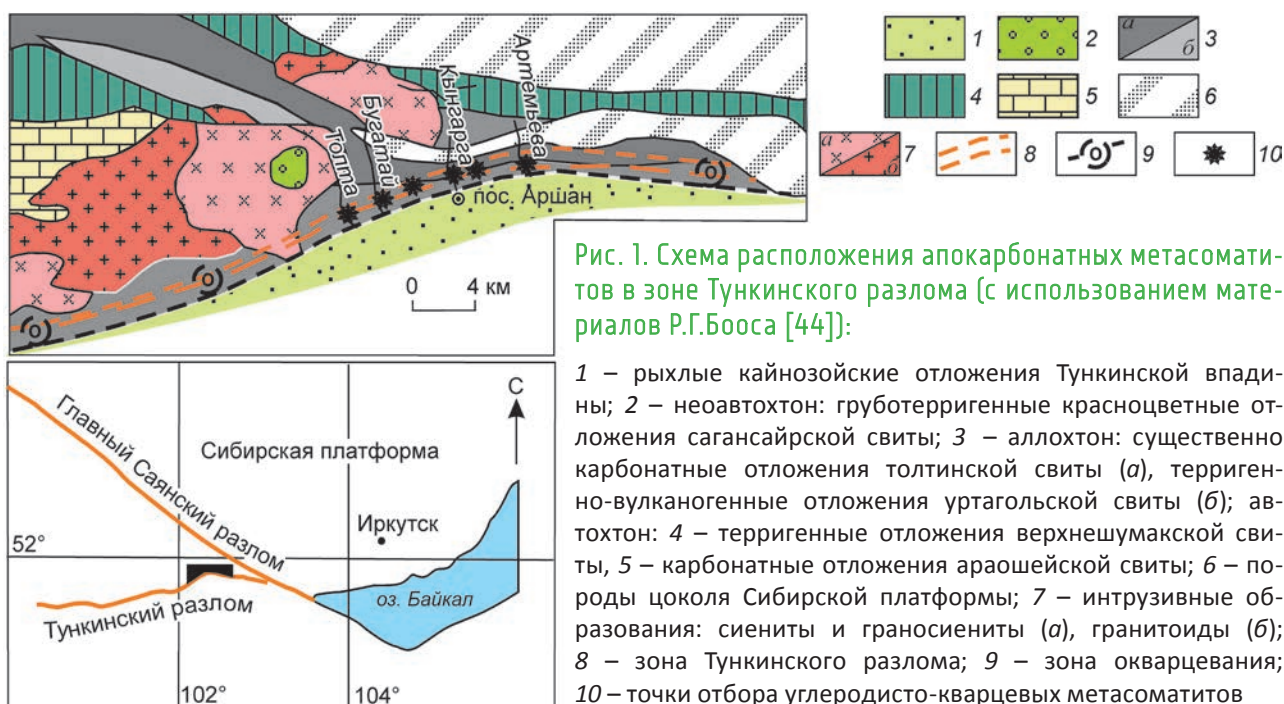 Толта
Бугатай
Кынгарга
Артемьева
пос. Аршан
0 4 км
1
2
а б 3
4
5
6
а б 7
8
9
10
Рис. 1. Схема расположения апокарбонатных метасомати-
тов в зоне Тункинского разлома (с использованием мате-
риалов Р.Г.Бооса [44]):
1 – рыхлые кайнозойские отложения Тункинской впади-
ны; 2 – неоавтохтон: груботерригенные красноцветные от-
ложения сагансайрской свиты; 3 – аллохтон: существенно
карбонатные отложения толтинской свиты (а), терриген-
но-вулканогенные отложения уртагольской свиты (б); ав-
тохтон: 4 – терригенные отложения верхнешумакской сви-
ты, 5 – карбонатные отложения араошейской свиты; 6 – по-
роды цоколя Сибирской платформы; 7 – интрузивные об-
разования: сиениты и граносиениты (а), гранитоиды (б);
8 – зона Тункинского разлома; 9 – зона окварцевания;
10 – точки отбора углеродисто-кварцевых метасоматитов
Главный Саянский разлом
Сибирская платформа
С
Иркутск
52°
оз. Байкал
Тункинский разлом
102°
104°